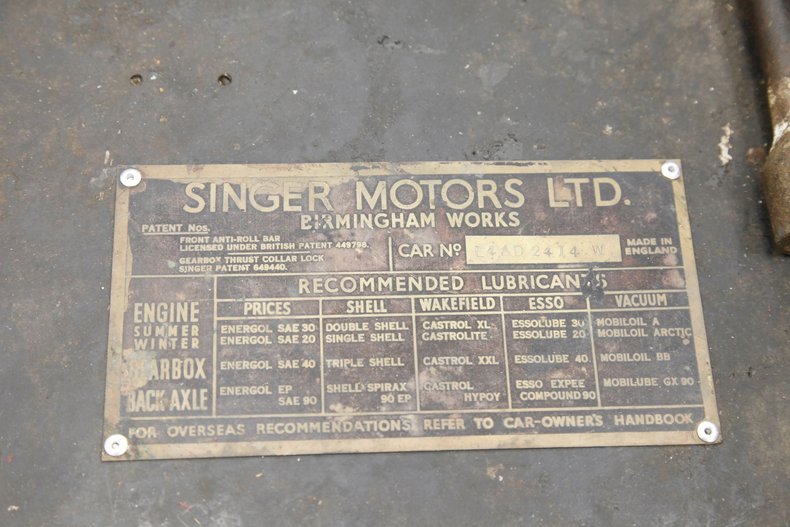 SINGER MOTORS LTD.
BIRMINGHAM WORKS
PATENT Nos.
FRONT ANTI-ROLL BAR
LICENSED UNDER BRITISH PATENT 449796.
GEARBOX THRUST COLLAR LOCK
SINGER PATENT 649440.
CAR No L4AD2414W
MADE IN
ENGLAND
RECOMMENDED LUBRICANTS
PRICES SHELL WAKEFIELD ESSO VACUUM
ENGINE
SUMMER ENERGOL SAE 30 DOUBLE SHELL CASTROL XL ESSOLUBE 30 MOBILOIL A
WINTER ENERGOL SAE 20 SINGLE SHELL CASTROLITE ESSOLUBE 20 MOBILOIL ARCTIC
GEARBOX ENERGOL SAE 40 TRIPLE SHELL CASTROL XXL ESSOLUBE 40 MOBILOIL BB
BACK AXLE ENERGOL EP SAE 90 SHELL SPIRAX 90 EP CASTROL HYPOY ESSO EXPEE COMPOUND 90 MOBILUBE GX 90
FOR OVERSEAS RECOMMENDATIONS REFER TO CAR-OWNER'S HANDBOOK